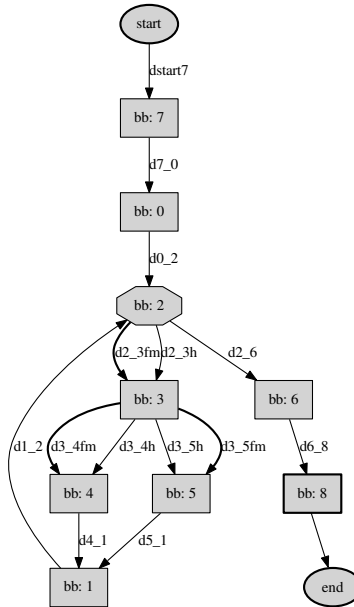 start
dstart7
bb: 7
d7_0
bb: 0
d0_2
bb: 2
d2_3fm
d2_3h
d2_6
bb: 3
bb: 6
d1_2
d3_4fm
d3_4h
d3_5h
d3_5fm
d6_8
bb: 4
bb: 5
bb: 8
d4_1
d5_1
bb: 1
end